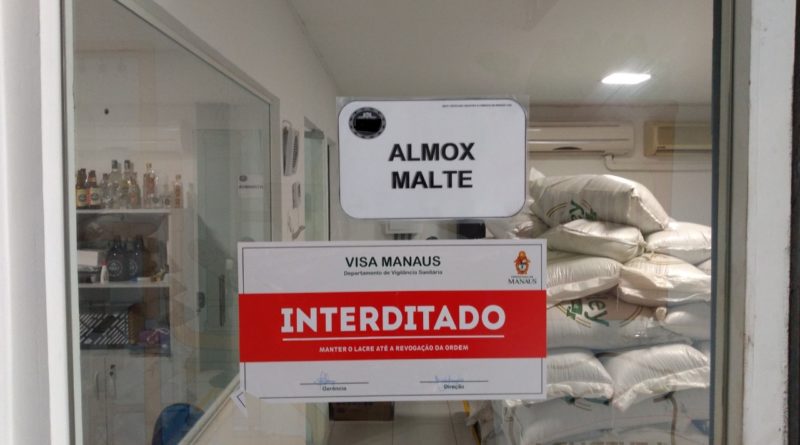 ALMOX
MALTE
VISA MANAUS
Departamento de Vigilância Sanitária
MANAUS
INTERDITADO
MANTER O LACRE ATÉ A REVOGAÇÃO DA ORDEM
Gerência
Direção